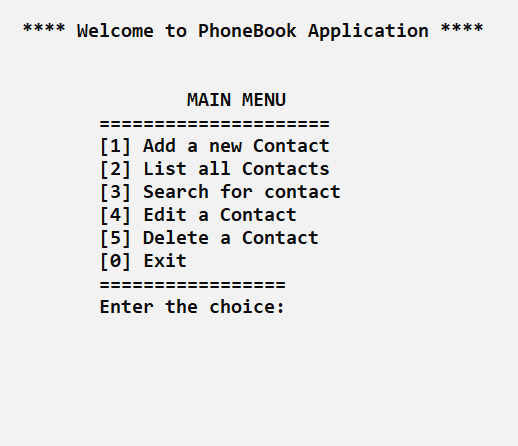 **** Welcome to PhoneBook Application ****
MAIN MENU
=====================
[1] Add a new Contact
[2] List all Contacts
[3] Search for contact
[4] Edit a Contact
[5] Delete a Contact
[0] Exit
=================
Enter the choice: